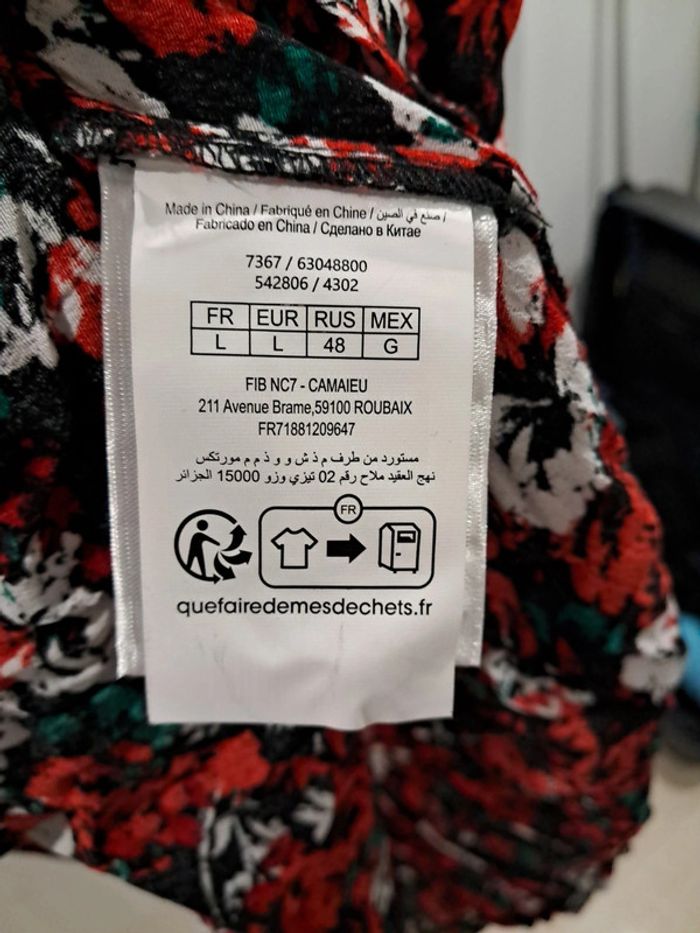 Made in China / Fabriqué en Chine / صنع في الصين /
Fabricado en China / Сделано в Китае
7367 / 63048800
542806 / 4302
FR EUR RUS MEX
L L 48 G
FIB NC7 - CAMAIEU
211 Avenue Brame,59100 ROUBAIX
FR71881209647
مستورد من طرف م ذ ش و و ذ م م مورتكس
نهج العقيد ملاح رقم 02 تيزي وزو 15000 الجزائر
FR
quefairedemesdechets.fr